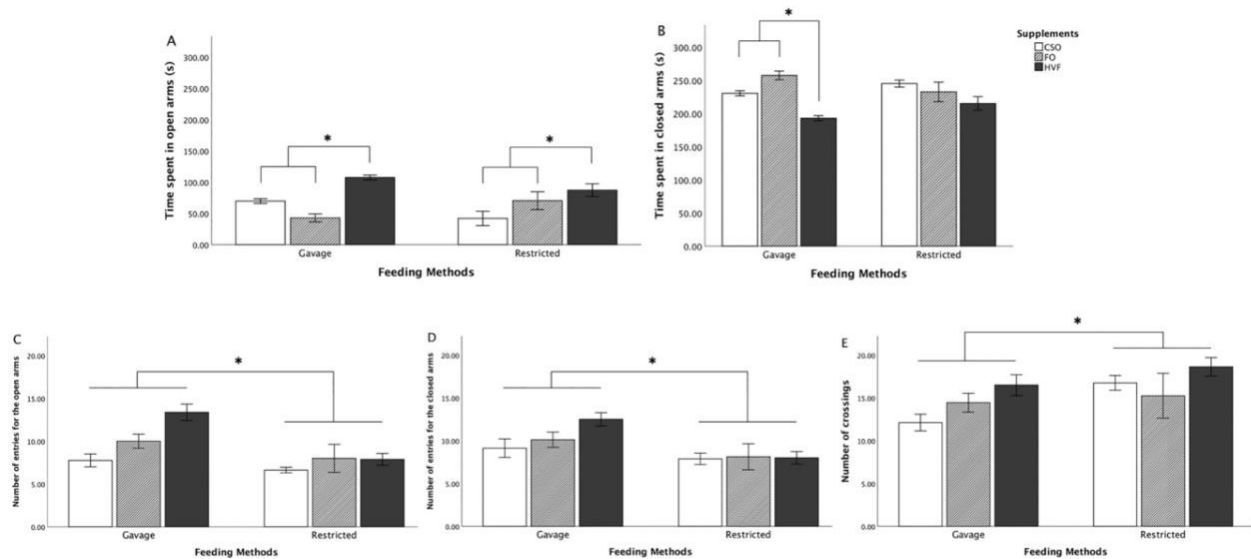 A
Time spent in open arms (s)
300.00
250.00
200.00
150.00
100.00
50.00
0.00
*
*
Gavage
Restricted
Feeding Methods
B
Time spent in closed arms (s)
300.00
250.00
200.00
150.00
100.00
50.00
0.00
*
Gavage
Restricted
Feeding Methods
Supplements
CSO
FO
HVF
C
Number of entries for the open arms
20.00
15.00
10.00
5.00
0.00
*
Gavage
Restricted
Feeding Methods
D
Number of entries for the closed arms
20.00
15.00
10.00
5.00
0.00
*
Gavage
Restricted
Feeding Methods
E
Number of crossings
20.00
15.00
10.00
5.00
0.00
*
Gavage
Restricted
Feeding Methods